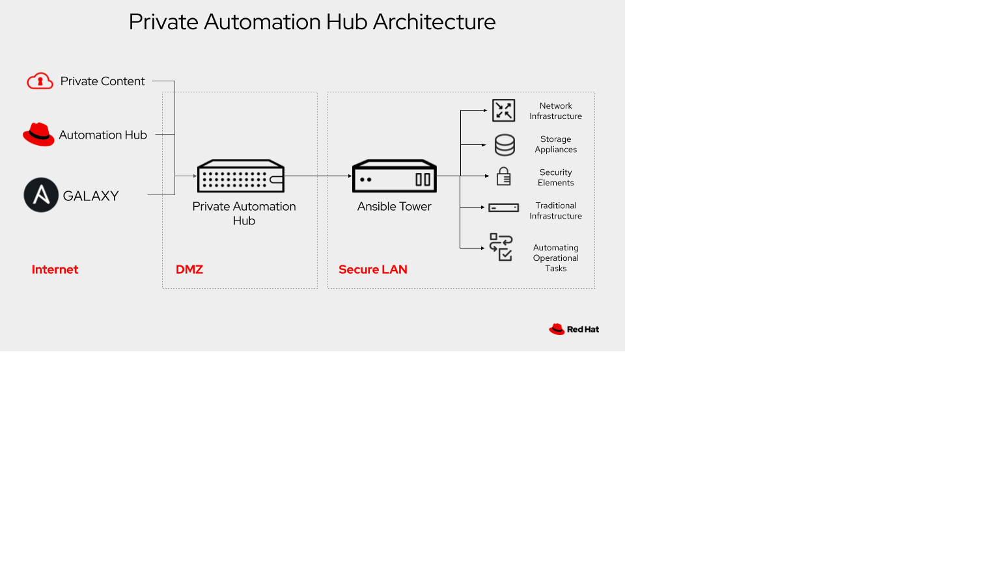 Private Automation Hub Architecture
Private Content
Automation Hub
GALAXY
Internet
Private Automation
Hub
DMZ
Ansible Tower
Secure LAN
Network
Infrastructure
Storage
Appliances
Security
Elements
Traditional
Infrastructure
Automating
Operational
Tasks
Red Hat